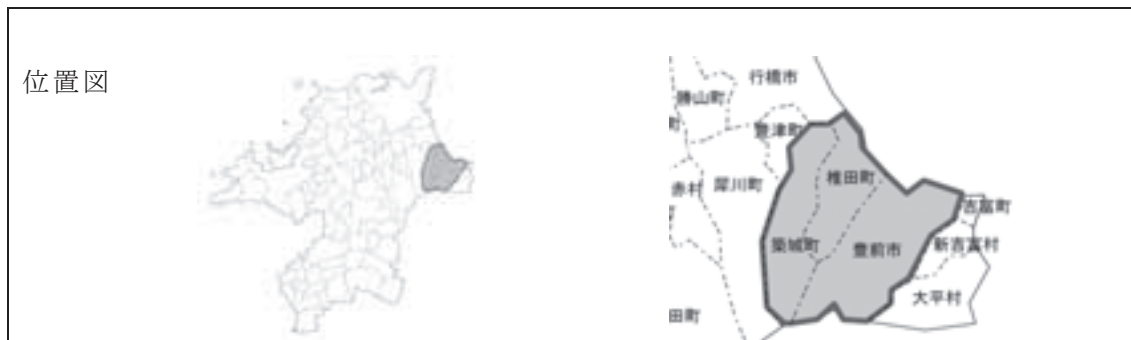 位置図
行橋市
勝山町
町
豊津町
椎田町
赤村
犀川町
吉富町
築城町
豊前市
新吉富村
大平村
田町